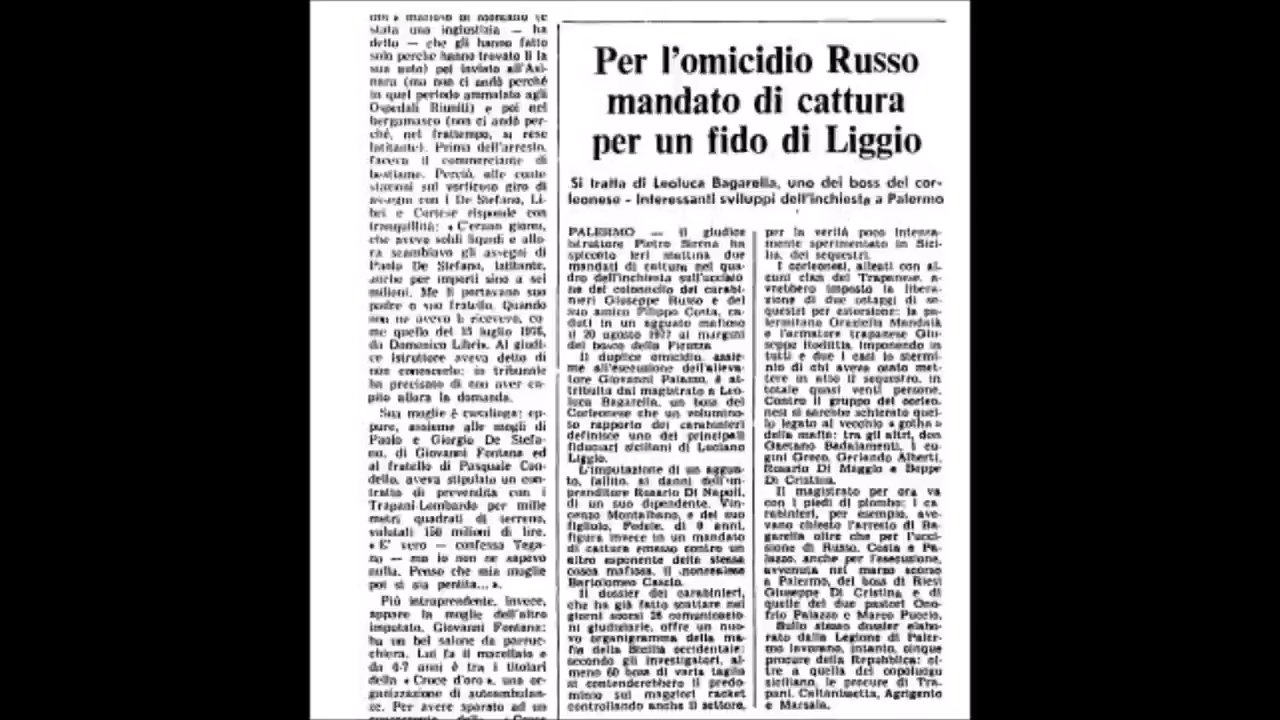 stata una ingiustizia — ha
detto — che gli hanno fatto
solo perché hanno trovato lì la
sua auto) poi inviato all'Asi-
nara (ma non ci andò perché
in quel periodo ammalato agli
Ospedali Riuniti) e poi nel
bergamasco (non ci andò per-
ché, nel frattempo, si rese
latitante). Prima dell'arresto,
faceva il commerciante di
bestiame. Perciò, alle conte
stazioni sul vorticoso giro di
assegni con i De Stefano, Li-
bri e Cortese risponde con
tranquillità: «C'erano giorni,
che avevo soldi liquidi e allo-
ra scambiavo gli assegni di
Paolo De Stefano, latitante,
anche per importi sino a sei
milioni. Me li portavano suo
padre o suo fratello. Quando
non ne avevo li ricevevo, co-
me quello del 15 luglio 1976,
da Domenico Libri». Al giudi-
ce istruttore aveva detto di
non conoscerlo: in tribunale
ha precisato di non aver ca-
pito allora la domanda.
Sua moglie è casalinga: ep-
pure, assieme alle mogli di
Paolo e Giorgio De Stefa-
no, di Giovanni Fontana ed
al fratello di Pasquale Con-
dello, aveva stipulato un con-
tratto di prevendita con i
Trapani-Lombardo per mille
metri quadrati di terreno,
valutati 150 milioni di lire.
«E' vero — confessa Tega-
no — ma io non ne sapevo
nulla. Penso che mia moglie
poi si sia pentita...».
Più intraprendente, invece,
appare la moglie dell'altro
imputato, Giovanni Fontana:
ha un bel salone da parruc-
chiera. Lui fa il macellaio e
da 6-7 anni è tra i titolari
della «Croce d'oro», una or-
ganizzazione di autoambulan-
ze. Per avere sparato ad un
Per l'omicidio Russo
mandato di cattura
per un fido di Liggio
Si tratta di Leoluca Bagarella, uno dei boss del cor-
leonese - Interessanti sviluppi dell'inchiesta a Palermo
PALERMO — Il giudice
istruttore Pietro Sirena ha
spiccato ieri mattina due
mandati di cattura nel qua-
dro dell'inchiesta sull'uccisio-
ne del colonnello dei carabi-
nieri Giuseppe Russo e del
suo amico Filippo Costa, ca-
duti in un agguato mafioso
il 20 agosto 1977 ai margini
del bosco della Ficuzza.
Il duplice omicidio, assie-
me all'esecuzione dell'alleva-
tore Giovanni Palazzo, è at-
tribuita dal magistrato a Leo-
luca Bagarella, un boss del
Corleonese che un volumino-
so rapporto dei carabinieri
definisce uno dei principali
fiduciari siciliani di Luciano
Liggio.
L'imputazione di un aggua-
to, fallito, ai danni dell'im-
prenditore Rosario Di Napoli,
di un suo dipendente, Vin-
cenzo Montalbano, e del suo
figliolo, Fedele, di 9 anni,
figura invece in un mandato
di cattura emesso contro un
altro esponente della stessa
cosca mafiosa, il
Bartolomeo Cascio.
Il dossier dei carabinieri,
che ha già fatto scattare nei
giorni scorsi 26 comunicazio-
ni giudiziarie, offre un nuo-
vo organigramma della ma-
fia della Sicilia occidentale:
secondo gli investigatori, al-
meno 60 boss di varia taglia
si contenderebbero il predo-
minio sui maggiori racket
controllando anche il settore,
per la verità poco intensa-
mente sperimentato in Sici-
lia, dei sequestri.
I corleonesi, alleati con al-
cuni clan del Trapanese, a-
vrebbero imposto la libera-
zione di due ostaggi di se-
questri per estorsione: la pa-
lermitana Graziella Mandalà
e l'armatore trapanese Giu-
seppe Rodittis, imponendo in
tutti e due i casi lo stermi-
nio di chi aveva osato met-
tere in atto il sequestro, in
totale quasi venti persone.
Contro il gruppo dei corleo-
nesi si sarebbe schierato quel-
lo legato al vecchio «gotha»
della mafia: tra gli altri, don
Gaetano Badalamenti, i cu-
gini Greco, Gerlando Alberti,
Rosario Di Maggio e Beppe
Di Cristina.
Il magistrato per ora va
con i piedi di piombo: i ca-
rabinieri, per esempio, ave-
vano chiesto l'arresto di Ba-
garella oltre che per l'ucci-
sione di Russo, Costa e Pa-
lazzo, anche per l'esecuzione,
avvenuta nel marzo scorso
a Palermo, del boss di Riesi
Giuseppe Di Cristina e di
quelle dei due pastori Ono-
frio Palazzo e Marco Puccio.
Sullo stesso dossier elabo-
rato dalla Legione di Paler-
mo lavorano, intanto, cinque
procure della Repubblica: ol-
tre a quella del capoluogo
siciliano, le procure di Tra-
pani, Caltanissetta, Agrigento
e Marsala.